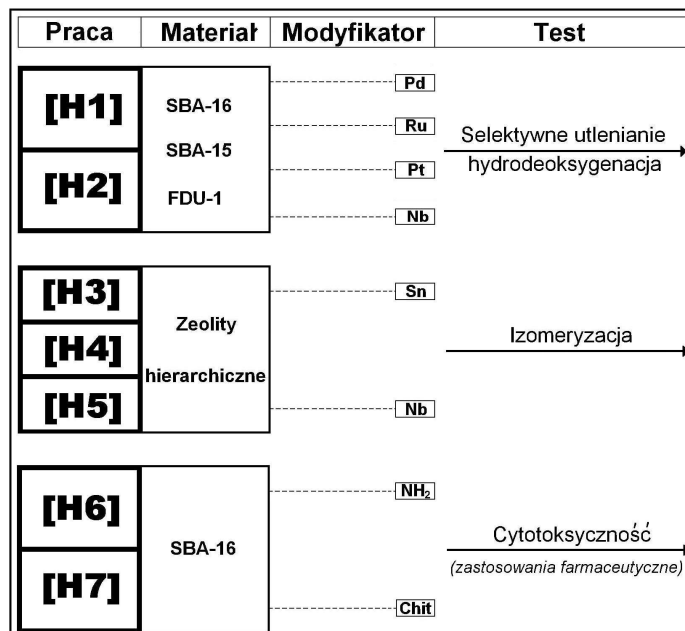 Praca Materiał Modyfikator Test
[H1]
[H2]
SBA-16
SBA-15
FDU-1
Pd
Ru
Pt
Nb
Selektywne utlenianie
hydrodeoksygenacja
[H3]
[H4]
[H5]
Zeolity
hierarchiczne
Sn
Nb
Izomeryzacja
[H6]
[H7]
SBA-16
NH₂
Chit
Cytotoksyczność
(zastosowania farmaceutyczne)